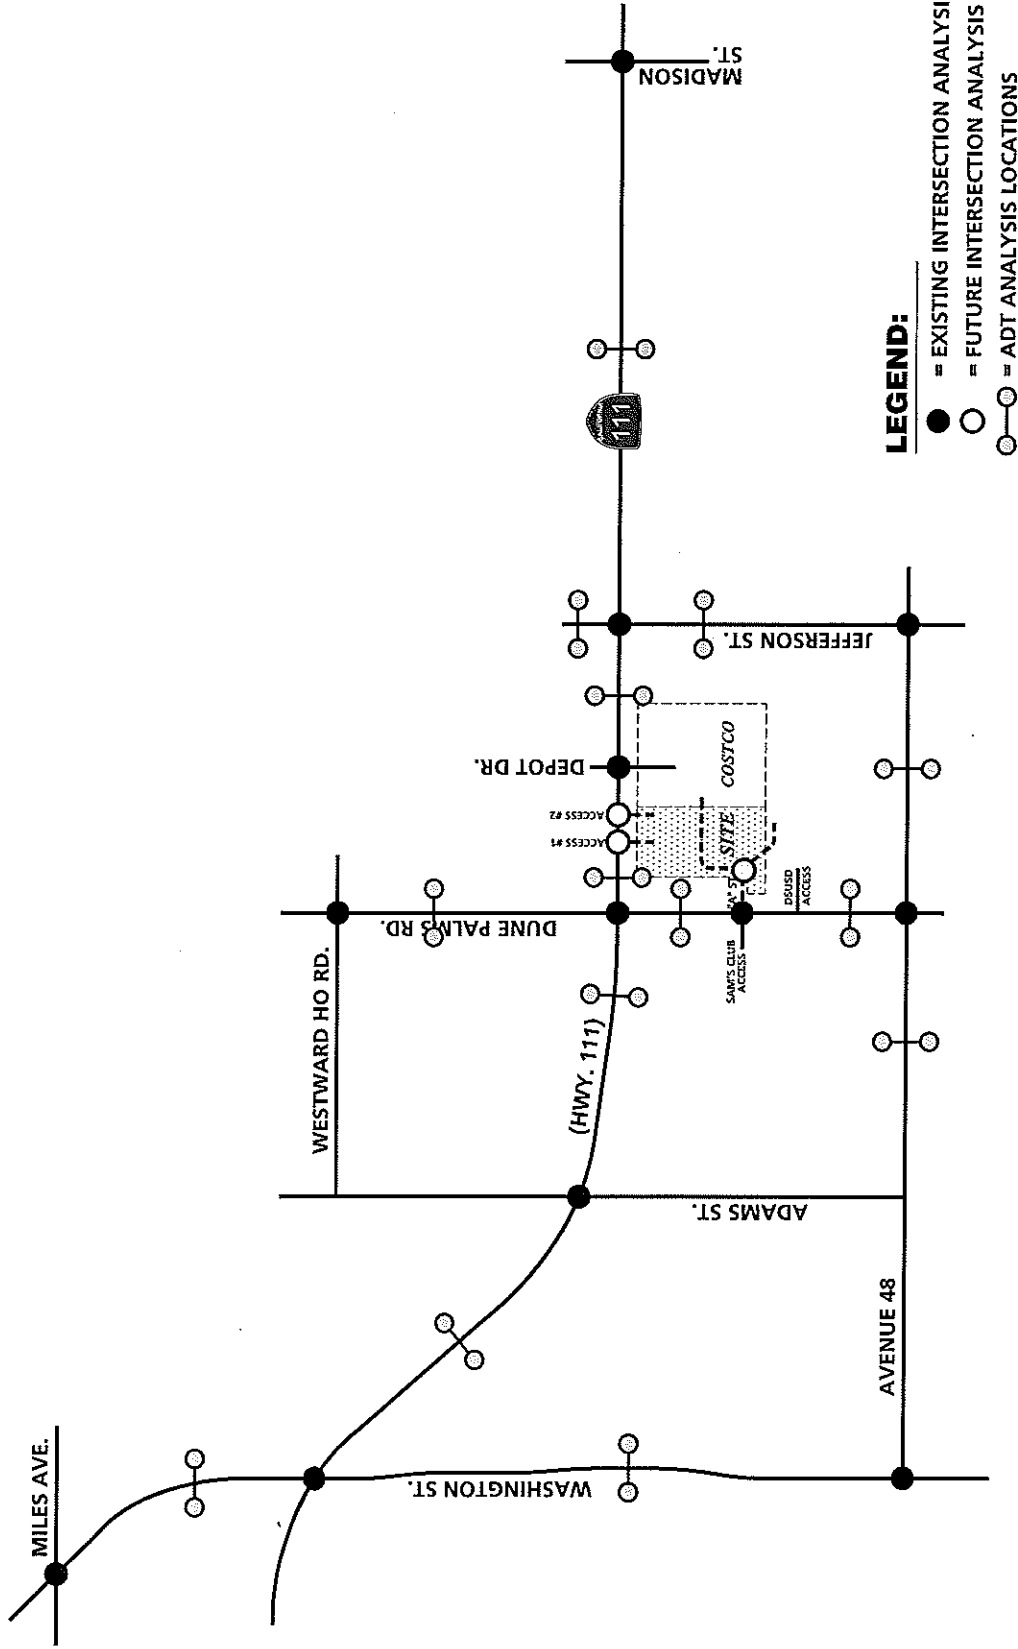 MILES AVE.
WASHINGTON ST.
AVENUE 48
ADAMS ST.
WESTWARD HO RD.
(HWY. 111)
DUNE PALMS RD.
SAM'S CLUB
ACCESS
"A" ST
DSUSD
ACCESS
ACCESS #1
ACCESS #2
DEPOT DR.
SITE
COSTCO
JEFFERSON ST.
111
MADISON
ST.
LEGEND:
= EXISTING INTERSECTION ANALYSI
= FUTURE INTERSECTION ANALYSIS
= ADT ANALYSIS LOCATIONS